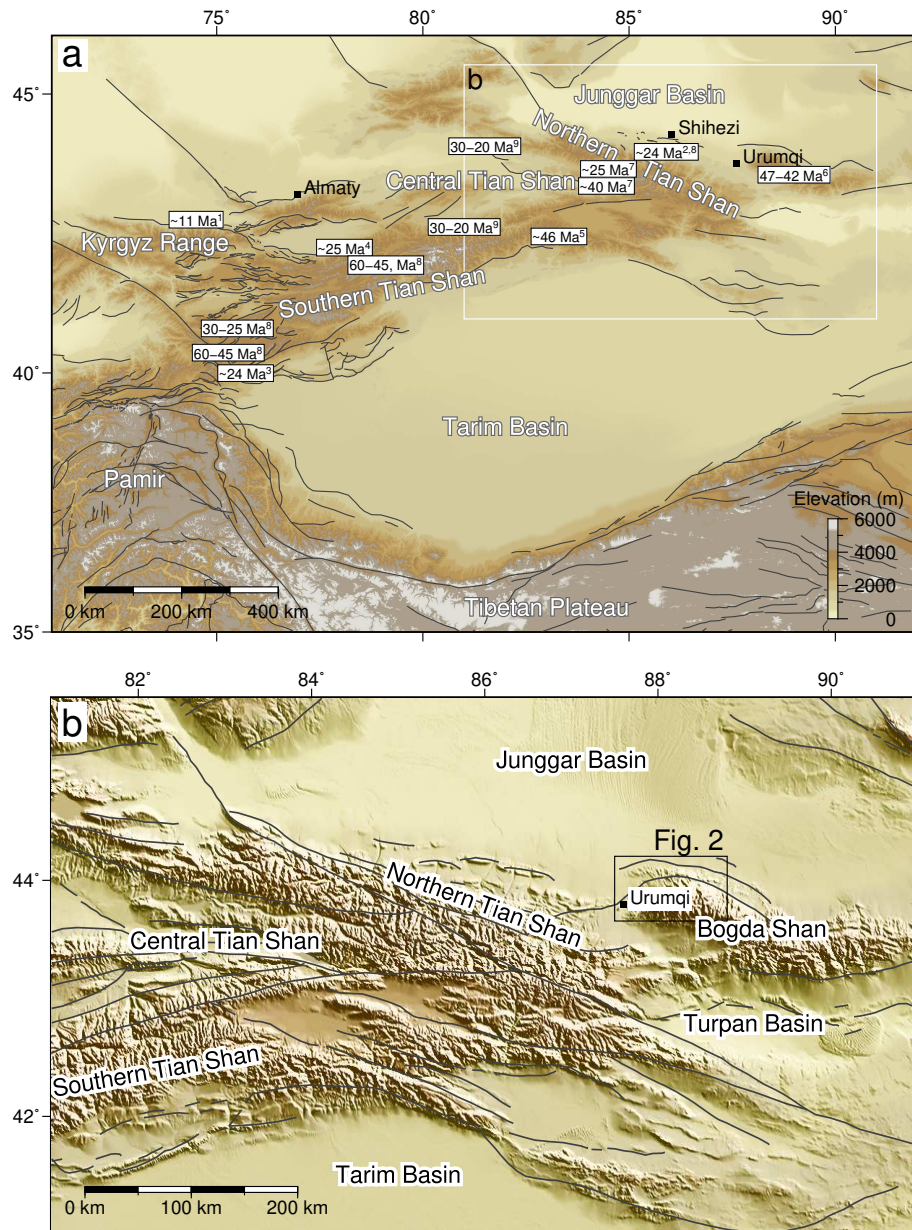 75˚ 80˚ 85˚ 90˚
a
b
45˚
Junggar Basin
Shihezi
Northern Tian Shan
30−20 Ma⁹
~24 Ma²,⁸
Urumqi
~25 Ma⁷
47−42 Ma⁶
Central Tian Shan
~40 Ma⁷
Almaty
~11 Ma¹
30−20 Ma⁹
Kyrgyz Range
~25 Ma⁴
~46 Ma⁵
60−45, Ma⁸
Southern Tian Shan
30−25 Ma⁸
60−45 Ma⁸
~24 Ma³
40˚
Tarim Basin
Pamir
Elevation (m)
6000
4000
2000
0
0 km 200 km 400 km
Tibetan Plateau
35˚
82˚ 84˚ 86˚ 88˚ 90˚
b
Junggar Basin
Fig. 2
44˚
Urumqi
Northern Tian Shan
Bogda Shan
Central Tian Shan
Turpan Basin
Southern Tian Shan
42˚
Tarim Basin
0 km 100 km 200 km